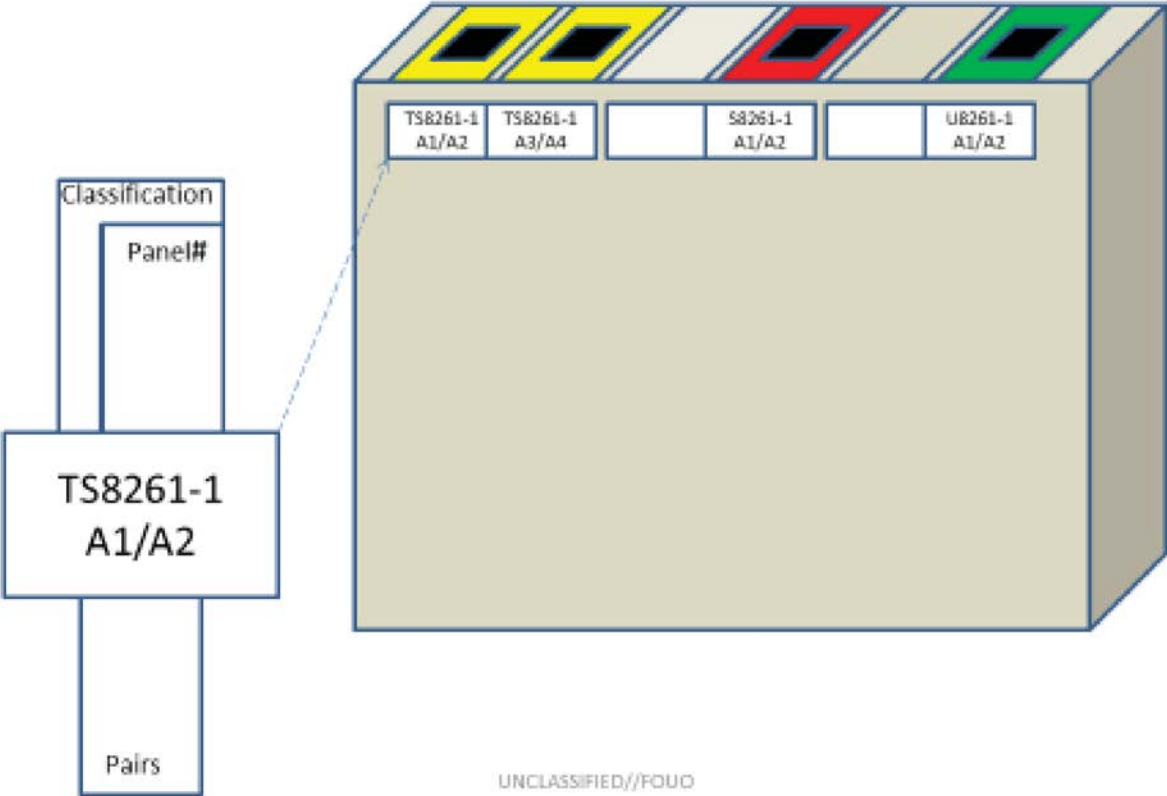 TS8261-1
A1/A2
TS8261-1
A3/A4
S8261-1
A1/A2
U8261-1
A1/A2
Classification
Panel#
TS8261-1
A1/A2
Pairs
UNCLASSIFIED//FOUO